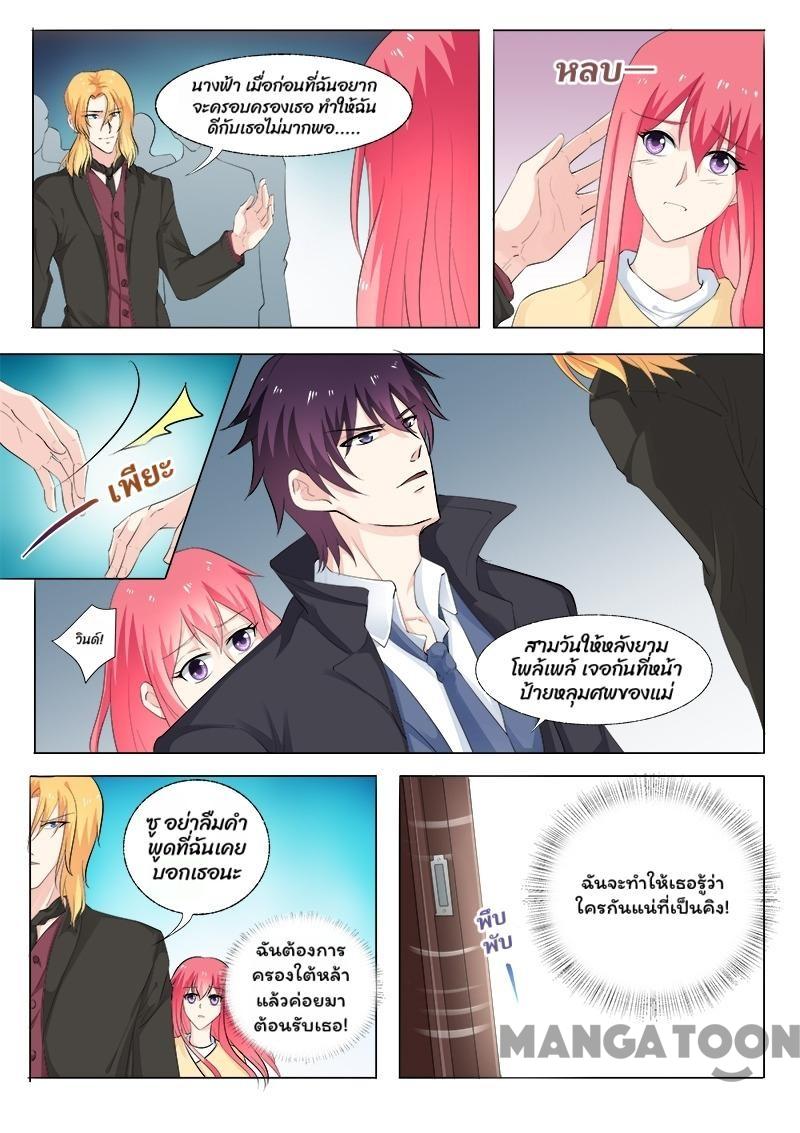 นางฟ้า เมื่อก่อนที่ฉันอยาก
จะครอบครองเธอ ทำให้ฉัน
ดีกับเธอไม่มากพอ.....
หลบ—
เพียะ
วินด์!
สามวันให้หลังยาม
โพล้เพล้ เจอกันที่หน้า
ป้ายหลุมศพของแม่
ซู อย่าลืมคำ
พูดที่ฉันเคย
บอกเธอนะ
ฉันต้องการ
ครองใต้หล้า
แล้วค่อยมา
ต้อนรับเธอ!
ฉันจะทำให้เธอรู้ว่า
ใครกันแน่ที่เป็นคิง!
พึบ
พับ
MANGATOON